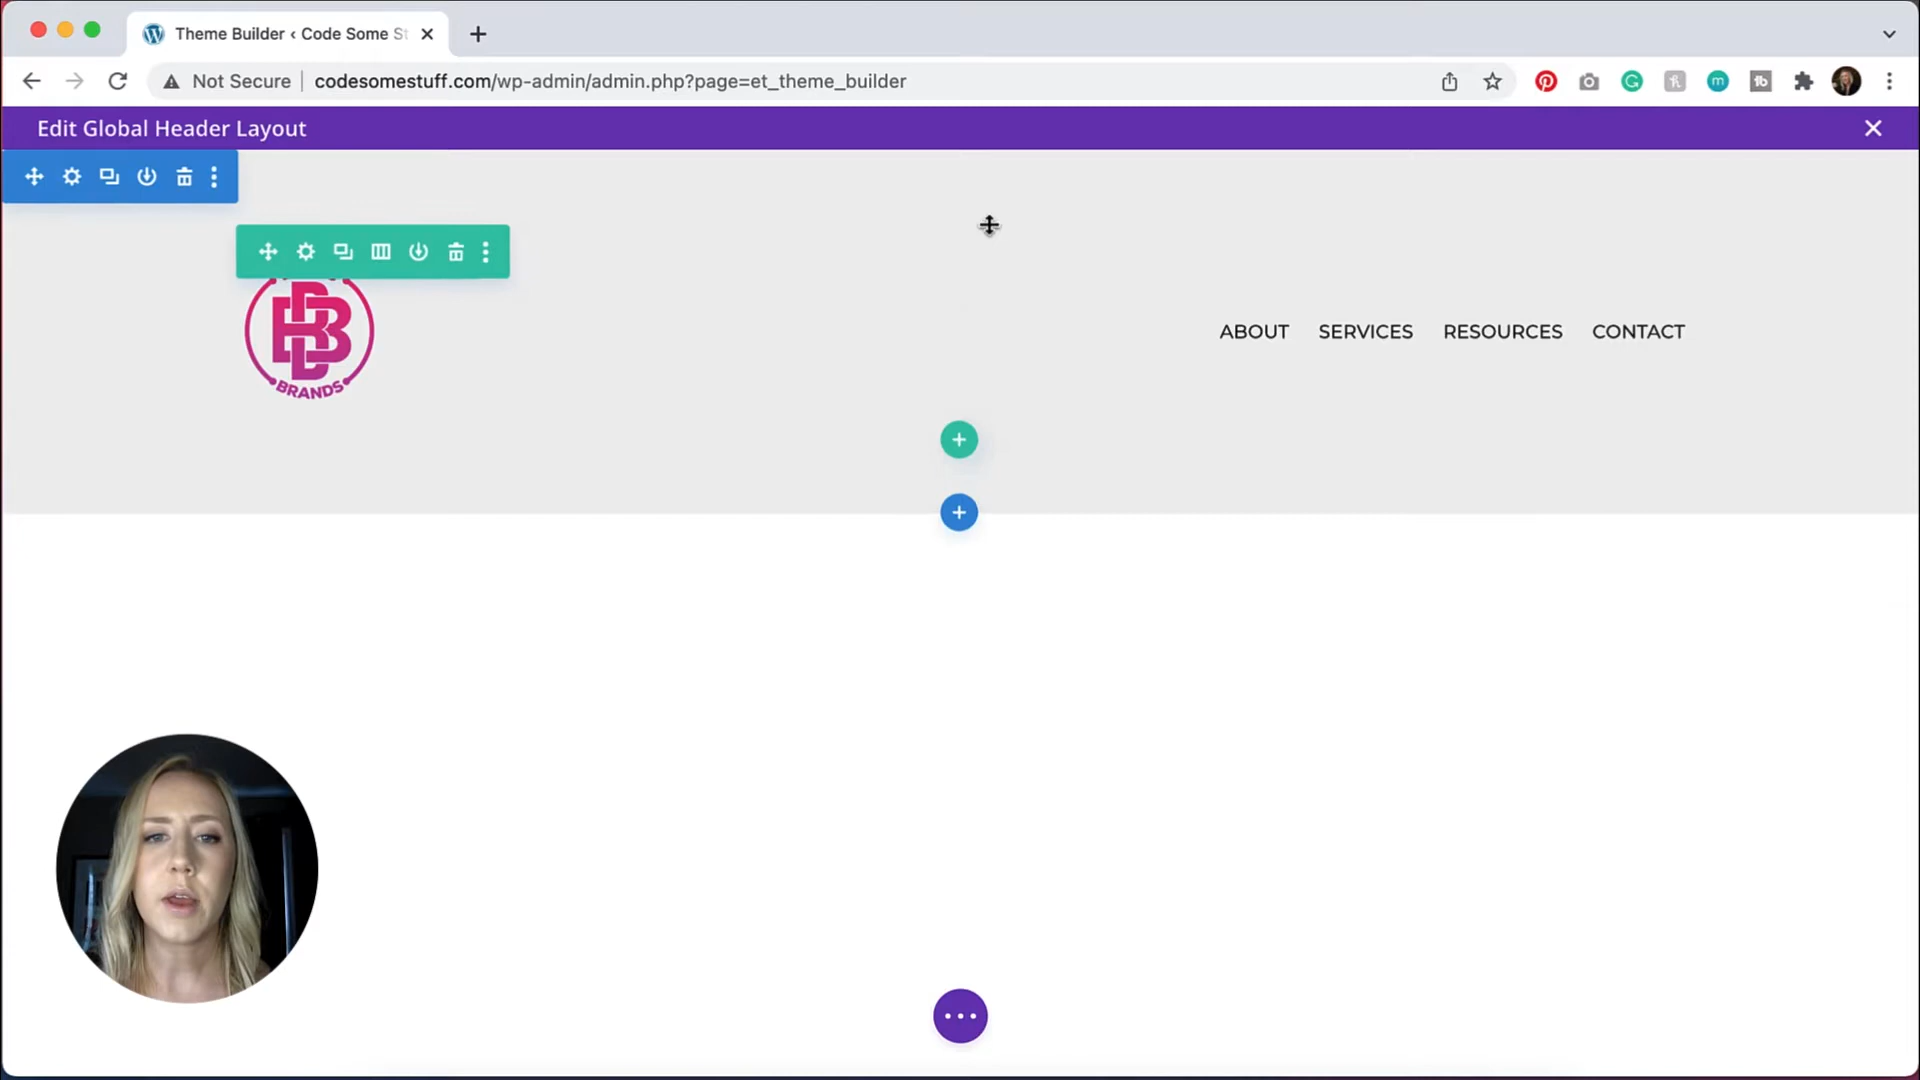 Theme Builder ‹ Code Some St
Not Secure
codesomestuff.com/wp-admin/admin.php?page=et_theme_builder
Edit Global Header Layout
BRANDS
ABOUT SERVICES RESOURCES CONTACT